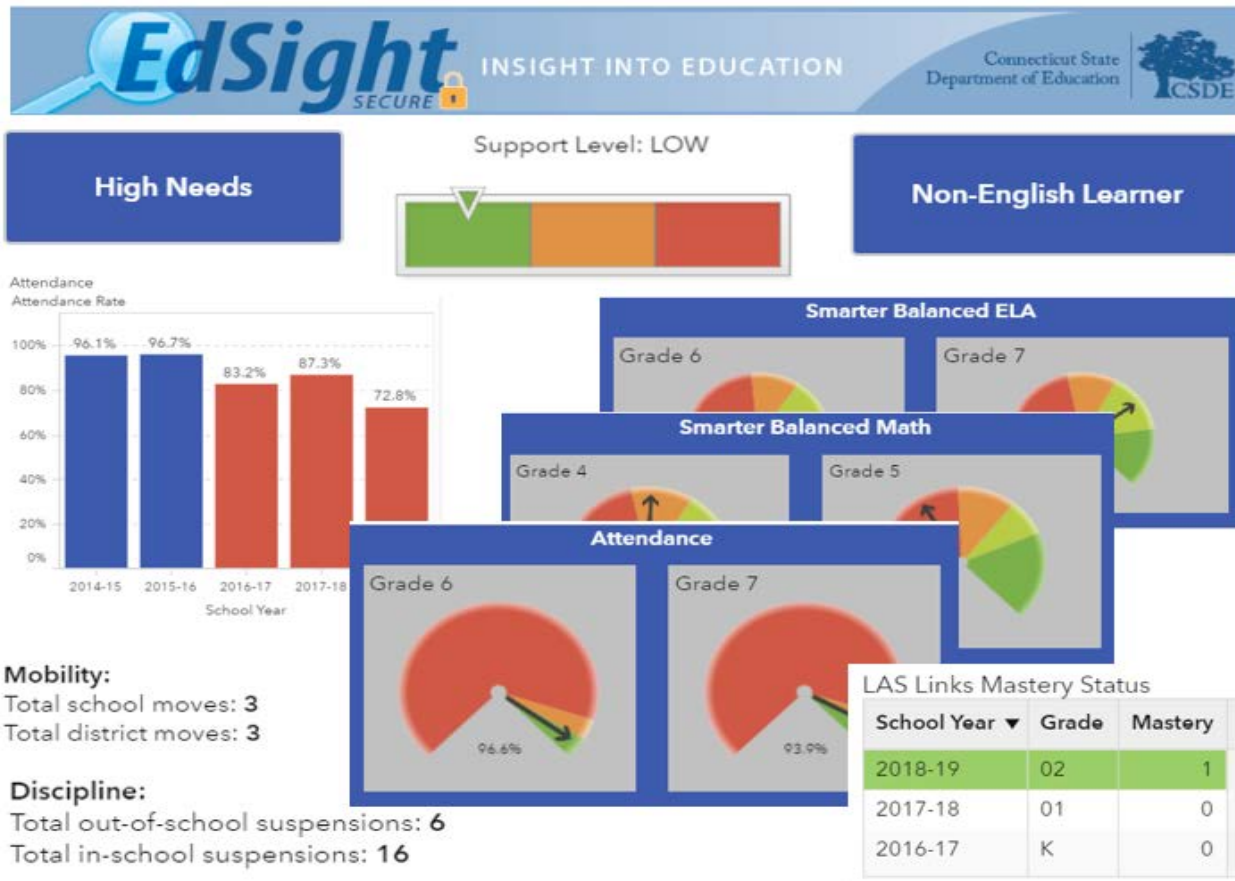 EdSight
SECURE
INSIGHT INTO EDUCATION
Connecticut State
Department of Education
CSDE
High Needs
Support Level: LOW
Non-English Learner
Attendance
Attendance Rate
100%
80%
60%
40%
20%
0%
96.1%
96.7%
83.2%
87.3%
72.8%
2014-15
2015-16
2016-17
2017-18
School Year
Smarter Balanced ELA
Grade 6
Grade 7
Smarter Balanced Math
Grade 4
Grade 5
Attendance
Grade 6
Grade 7
96.6%
93.9%
Mobility:
Total school moves: 3
Total district moves: 3
Discipline:
Total out-of-school suspensions: 6
Total in-school suspensions: 16
LAS Links Mastery Status
School Year ▼ Grade Mastery
2018-19 02 1
2017-18 01 0
2016-17 K 0